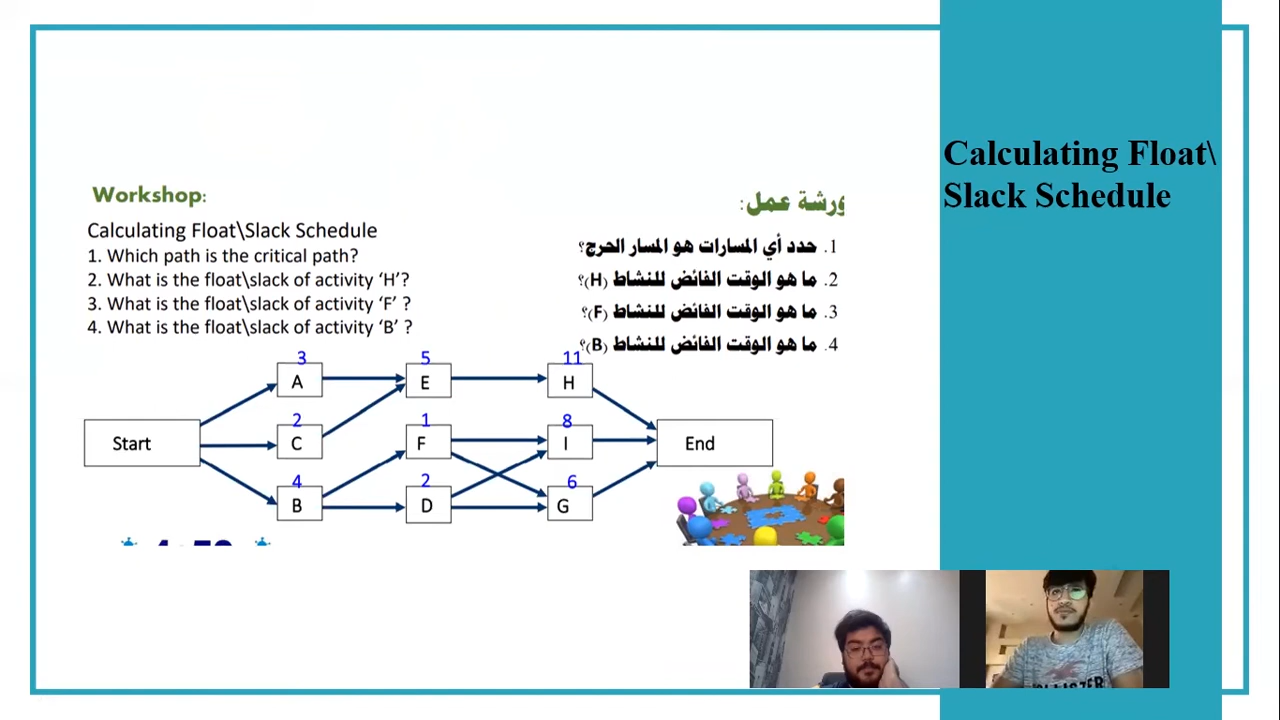 Calculating Float\
Slack Schedule
Workshop:
Calculating Float\Slack Schedule
1. Which path is the critical path?
2. What is the float\slack of activity ‘H’?
3. What is the float\slack of activity ‘F’ ?
4. What is the float\slack of activity ‘B’ ?
ورشة عمل:
1. حدد أي المسارات هو المسار الحرج؟
2. ما هو الوقت الفائض للنشاط (H)؟
3. ما هو الوقت الفائض للنشاط (F)؟
4. ما هو الوقت الفائض للنشاط (B)؟
3 5 11
A E H
2 1 8
Start C F I End
4 2 6
B D G